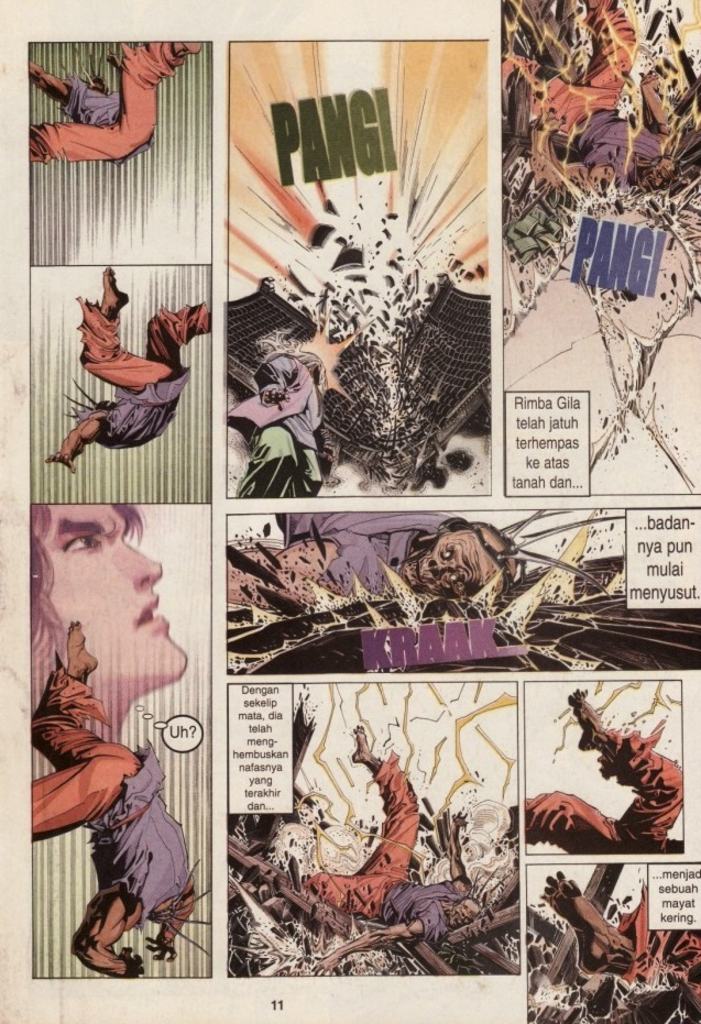 Uh?
PANG!
PANG!
Rimba Gila
telah jatuh
terhempas
ke atas
tanah dan...
...badan-
nya pun
mulai
menyusut.
KRAAK...
Dengan
sekelip
mata, dia
telah
meng-
hembuskan
nafasnya
yang
terakhir
dan...
...menjad
sebuah
mayat
kering.
11